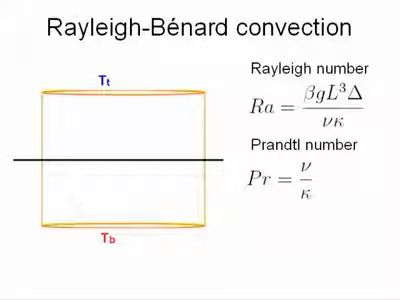 Rayleigh-Bénard convection
Tt
Rayleigh number
Ra = βgL³Δ / νκ
Prandtl number
Pr = ν / κ
Tb